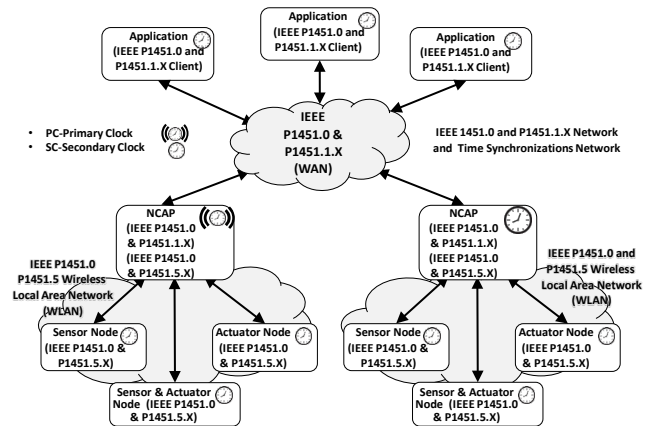 Application
(IEEE P1451.0 and
P1451.1.X Client)
Application
(IEEE P1451.0 and
P1451.1.X Client)
Application
(IEEE P1451.0 and
P1451.1.X Client)
• PC-Primary Clock
• SC-Secondary Clock
IEEE
P1451.0 &
P1451.1.X
(WAN)
IEEE 1451.0 and P1451.1.X Network
and Time Synchronizations Network
NCAP
(IEEE P1451.0
& P1451.1.X)
(IEEE P1451.0
& P1451.5.X)
NCAP
(IEEE P1451.0
& P1451.1.X)
(IEEE P1451.0
& P1451.5.X)
IEEE P1451.0
P1451.5 Wireless
Local Area Network
(WLAN)
IEEE P1451.0 and
P1451.5 Wireless
Local Area Network
(WLAN)
Sensor Node
(IEEE P1451.0 &
P1451.5.X)
Actuator Node
(IEEE P1451.0
& P1451.5.X)
Sensor & Actuator
Node (IEEE P1451.0
& P1451.5.X)
Sensor Node
(IEEE P1451.0 &
P1451.5.X)
Actuator Node
(IEEE P1451.0
& P1451.5.X)
Sensor & Actuator
Node (IEEE P1451.0
& P1451.5.X)